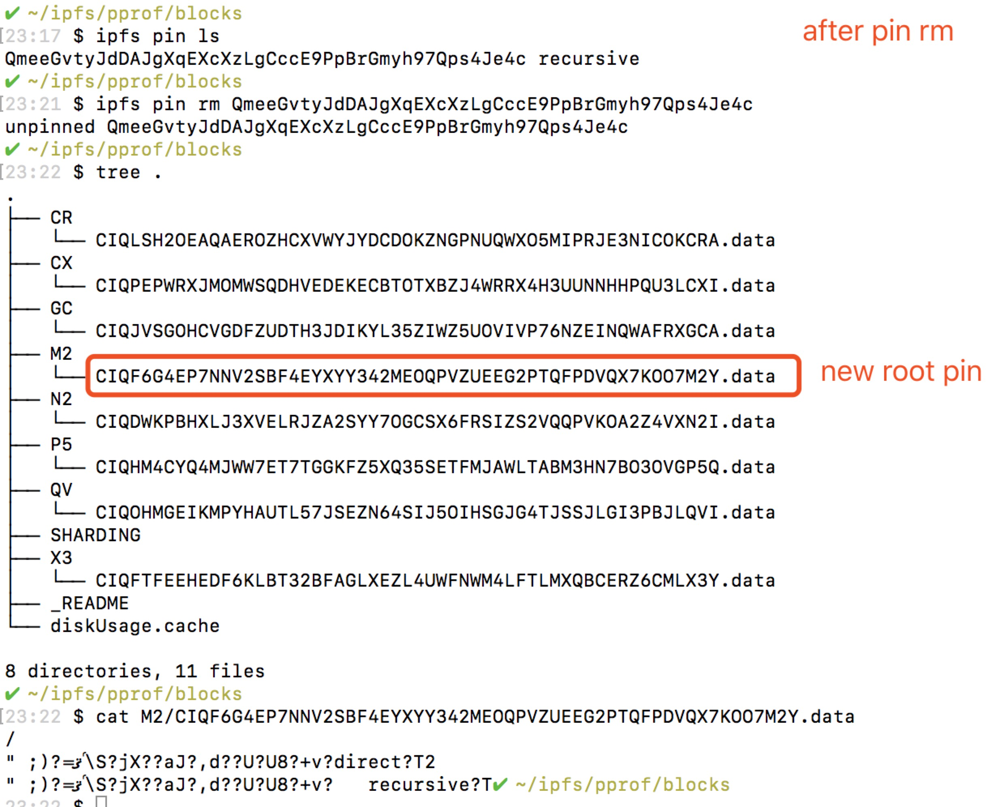 ✔ ~/ipfs/pprof/blocks
[23:17 $ ipfs pin ls
after pin rm
QmeeGvtyJdDAJgXqEXcXzLgCccE9PpBrGmyh97Qps4Je4c recursive
✔ ~/ipfs/pprof/blocks
[23:21 $ ipfs pin rm QmeeGvtyJdDAJgXqEXcXzLgCccE9PpBrGmyh97Qps4Je4c
unpinned QmeeGvtyJdDAJgXqEXcXzLgCccE9PpBrGmyh97Qps4Je4c
✔ ~/ipfs/pprof/blocks
[23:22 $ tree .
.
├── CR
│   └── CIQLSH2OEAQAEROZHCXVWYJYDCDOKZNGPNUQWXO5MIPRJE3NICOKCRA.data
├── CX
│   └── CIQPEPWRXJMOMWSQDHVEDEKECBTOTXBZJ4WRRX4H3UUNNHHPQU3LCXI.data
├── GC
│   └── CIQJVSGOHCVGDFZUDTH3JDIKYL35ZIWZ5UOVIVP76NZEINQWAFRXGCA.data
├── M2
│   └── CIQF6G4EP7NNV2SBF4EYXYY342MEOQPVZUEEG2PTQFPDVQX7KOO7M2Y.data
new root pin
├── N2
│   └── CIQDWKPBHXLJ3XVELRJZA2SYY7OGCSX6FRSIZS2VQQPVKOA2Z4VXN2I.data
├── P5
│   └── CIQHM4CYQ4MJWW7ET7TGGKFZ5XQ35SETFMJAWLTABM3HN7BO3OVGP5Q.data
├── QV
│   └── CIQOHMGEIKMPYHAUTL57JSEZN64SIJ5OIHSGJG4TJSSJLGI3PBJLQVI.data
├── SHARDING
├── X3
│   └── CIQFTFEEHEDF6KLBT32BFAGLXEZL4UWFNWM4LFTLMXQBCERZ6CMLX3Y.data
├── _README
└── diskUsage.cache
8 directories, 11 files
✔ ~/ipfs/pprof/blocks
[23:22 $ cat M2/CIQF6G4EP7NNV2SBF4EYXYY342MEOQPVZUEEG2PTQFPDVQX7KOO7M2Y.data
/
" ;)?=\S?jX??aJ?,d??U?U8?+v?direct?T2
" ;)?=\S?jX??aJ?,d??U?U8?+v?   recursive?T✔ ~/ipfs/pprof/blocks
23:22 $